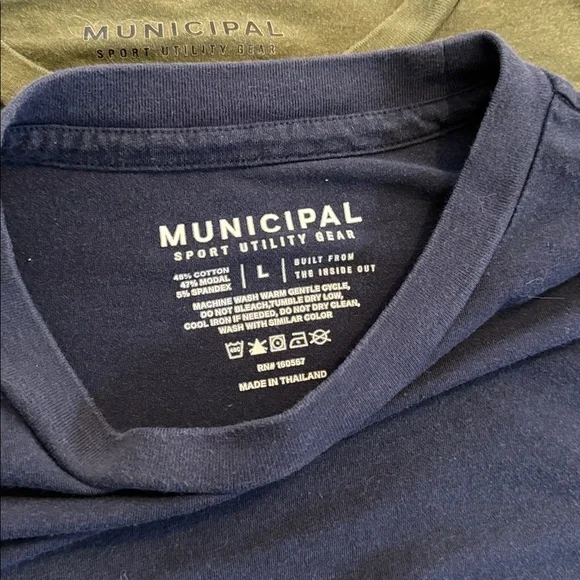 MUNICIPAL
SPORT UTILITY GEAR
MUNICIPAL
SPORT UTILITY GEAR
48% COTTON
47% MODAL
5% SPANDEX
L
BUILT FROM
THE INSIDE OUT
MACHINE WASH WARM GENTLE CYCLE,
DO NOT BLEACH,TUMBLE DRY LOW,
COOL IRON IF NEEDED, DO NOT DRY CLEAN,
WASH WITH SIMILAR COLOR
RN# 160567
MADE IN THAILAND